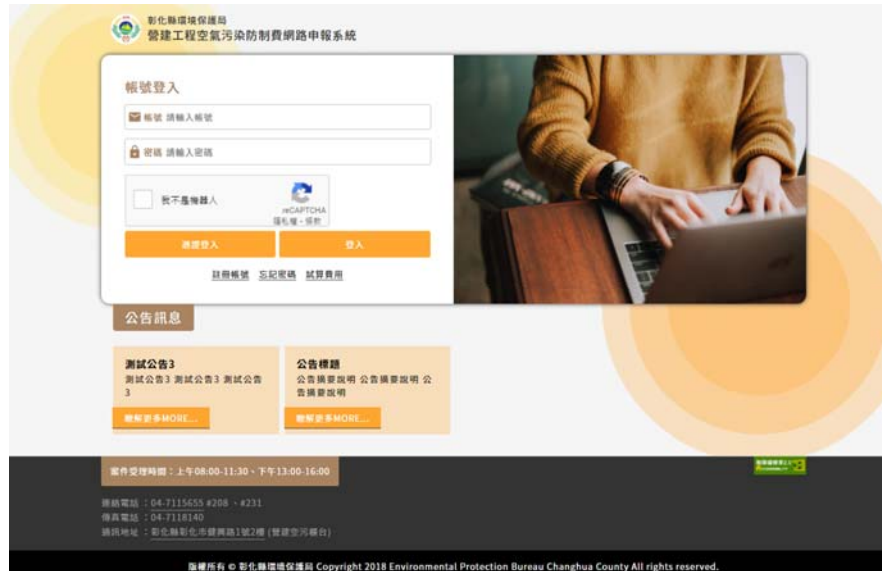 彰化縣環境保護局
營建工程空氣污染防制費網路申報系統
帳號登入
帳號 請輸入帳號
密碼 請輸入密碼
我不是機器人
reCAPTCHA
隱私權 - 條款
憑證登入
登入
註冊帳號 忘記密碼 試算費用
公告訊息
測試公告3
測試公告3 測試公告3 測試公告
3
瞭解更多MORE...
公告標題
公告摘要說明 公告摘要說明 公
告摘要說明
瞭解更多MORE...
案件受理時間：上午08:00-11:30、下午13:00-16:00
連絡電話 ：04-7115655 #208 、#231
傳真電話 ：04-7118140
通訊地址 ：彰化縣彰化市健興路1號2樓 (營建空污櫃台)
版權所有 © 彰化縣環境保護局 Copyright 2018 Environmental Protection Bureau Changhua County All rights reserved.